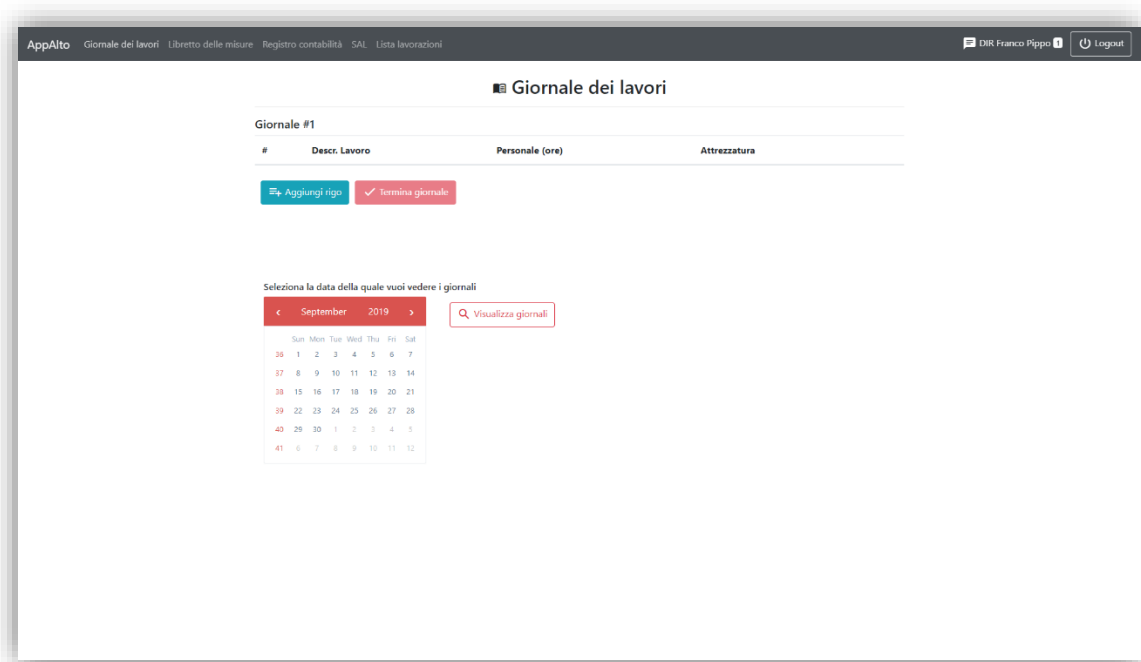 AppAlto Giornale dei lavori Libretto delle misure Registro contabilità SAL Lista lavorazioni DIR Franco Pippo 1 Logout
Giornale dei lavori
Giornale #1
# Descr. Lavoro Personale (ore) Attrezzatura
Aggiungi rigo Termina giornale
Seleziona la data della quale vuoi vedere i giornali
‹ September 2019 › Visualizza giornali
Sun Mon Tue Wed Thu Fri Sat
36 1 2 3 4 5 6 7
37 8 9 10 11 12 13 14
38 15 16 17 18 19 20 21
39 22 23 24 25 26 27 28
40 29 30 1 2 3 4 5
41 6 7 8 9 10 11 12